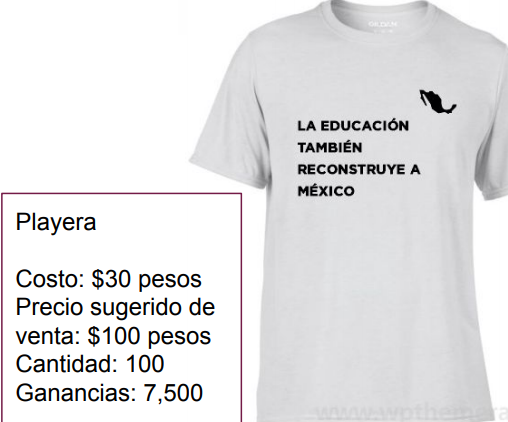 GILDAN
LA EDUCACIÓN
TAMBIÉN
RECONSTRUYE A
MÉXICO
Playera
Costo: $30 pesos
Precio sugerido de
venta: $100 pesos
Cantidad: 100
Ganancias: 7,500